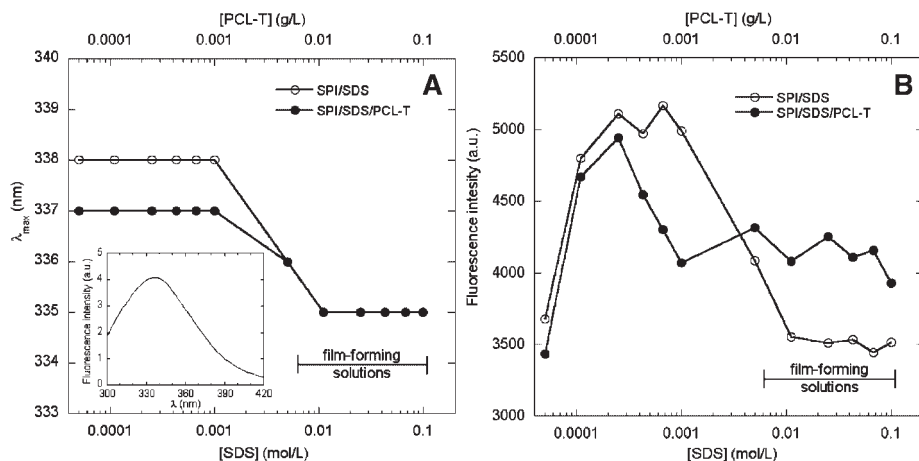 [PCL-T] (g/L)
0.0001 0.001 0.01 0.1
340
339
338
337
336
335
334
333
λmax (nm)
SPI/SDS
SPI/SDS/PCL-T
A
Fluorescence intensity (a.u.)
5
4
3
2
1
0
300 330 360 390 420
λ (nm)
film-forming
solutions
0.0001 0.001 0.01 0.1
[SDS] (mol/L)
[PCL-T] (g/L)
0.0001 0.001 0.01 0.1
5500
5000
4500
4000
3500
3000
Fluorescence intesity (a.u.)
SPI/SDS
SPI/SDS/PCL-T
B
film-forming
solutions
0.0001 0.001 0.01 0.1
[SDS] (mol/L)